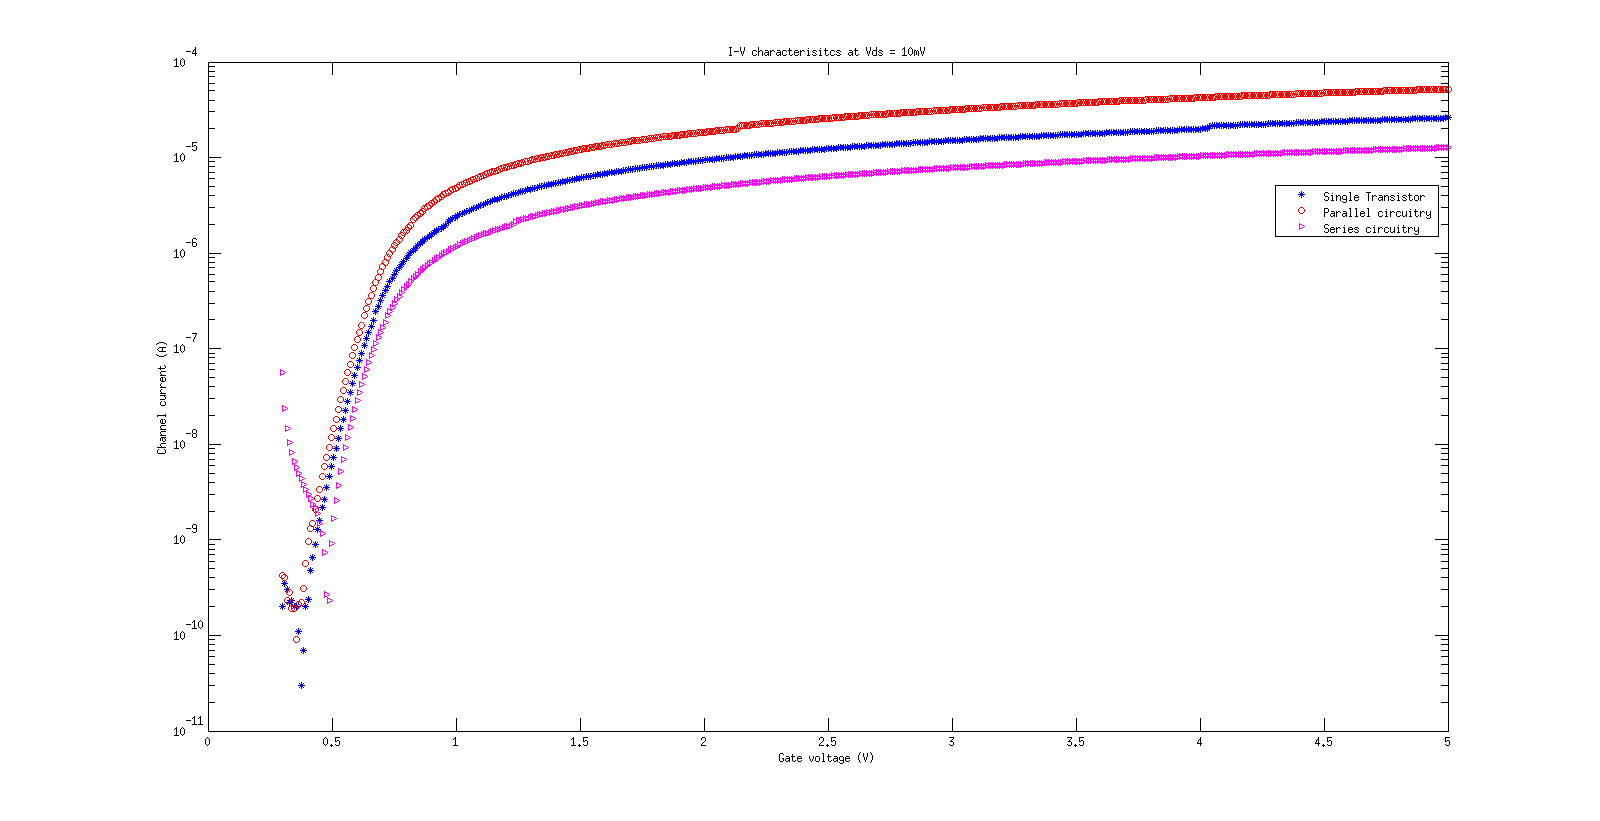 I-V characterisitcs at Vds = 10mV
10^-4
10^-5
10^-6
10^-7
10^-8
10^-9
10^-10
10^-11
Channel current (A)
0 0.5 1 1.5 2 2.5 3 3.5 4 4.5 5
Gate voltage (V)
Single Transistor
Parallel circuitry
Series circuitry